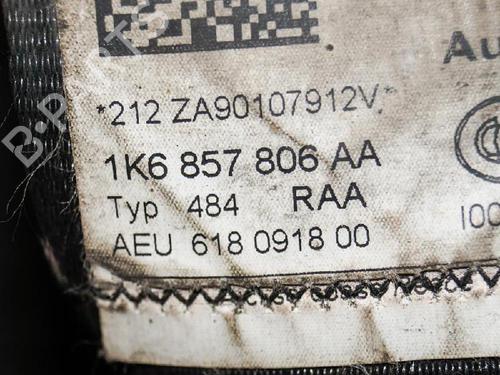 Au
*212 ZA90107912V*
1K6 857 806 AA
Typ 484 RAA
I00
AEU 618 0918 00
B-PARTS